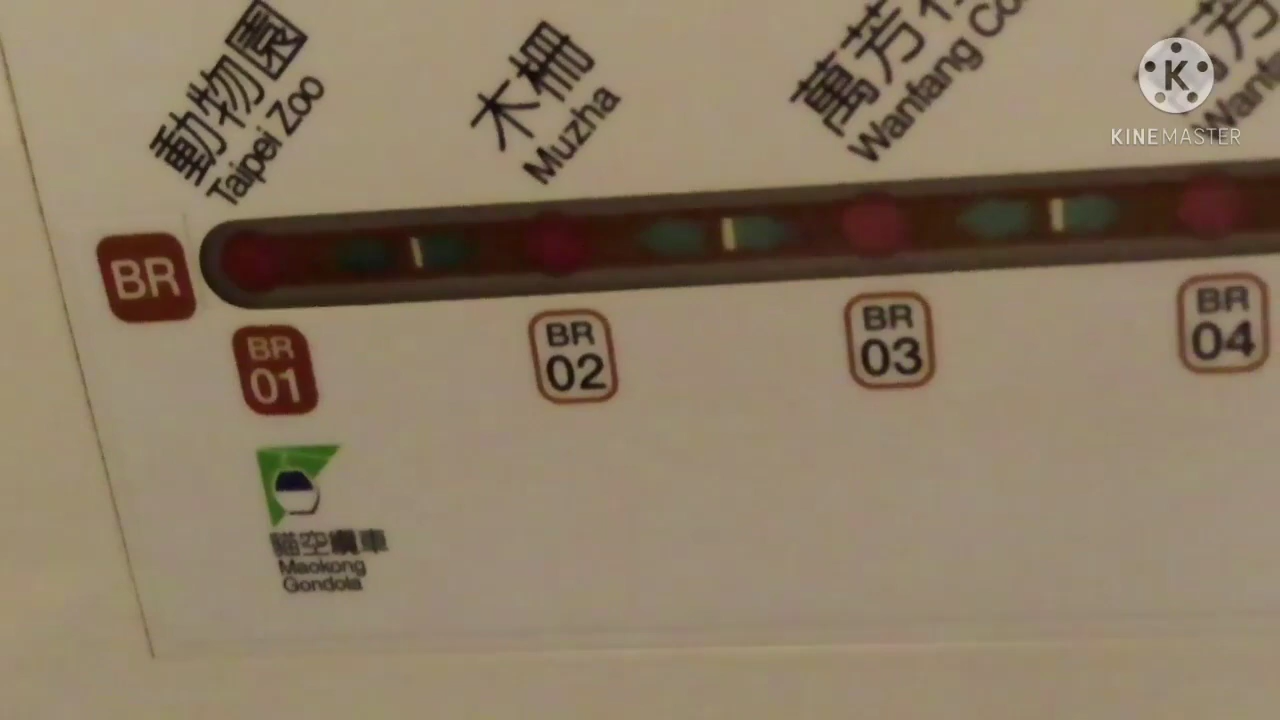 動物園
Taipei Zoo
木柵
Muzha
萬芳
Wanfang
芳
KINEMASTER
BR
BR
01
BR
02
BR
03
BR
04
貓空纜車
Maokong
Gondola